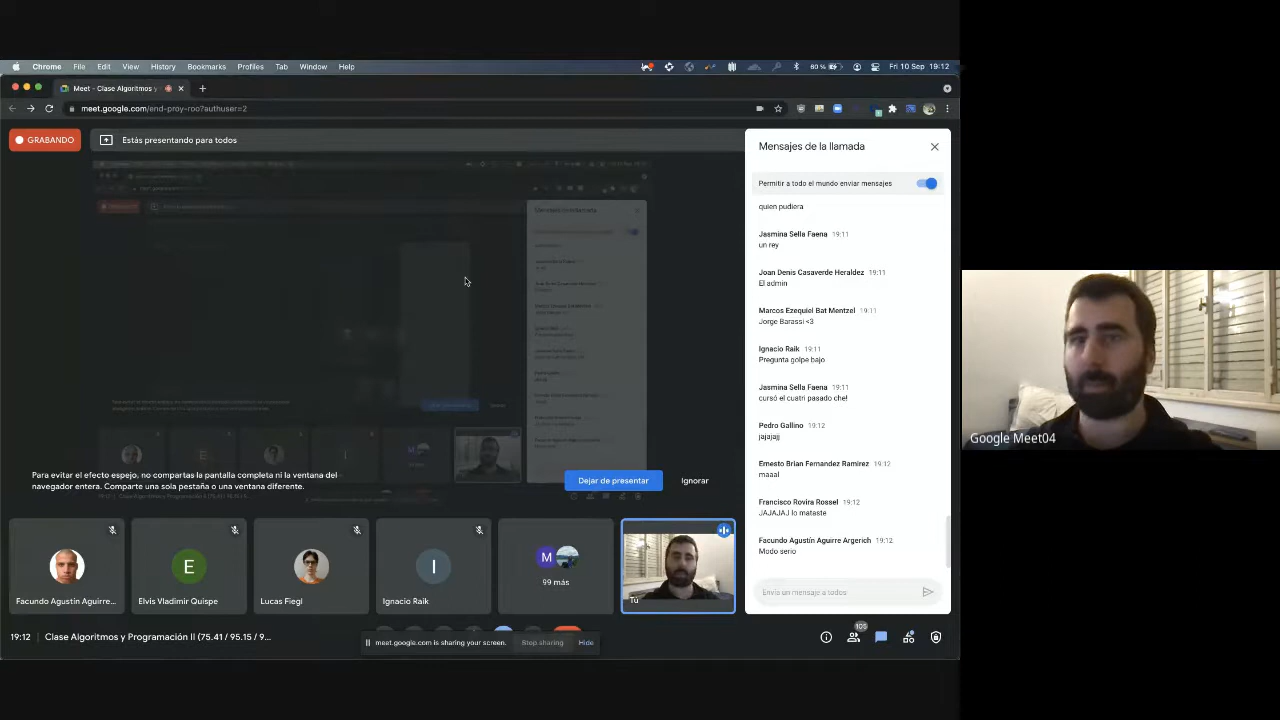 Chrome File Edit View History Bookmarks Profiles Tab Window Help
60 % Fri 10 Sep 19:12
Meet - Clase Algoritmos y
meet.google.com/end-proy-roo?authuser=2
GRABANDO
Estás presentando para todos
Mensajes de la llamada
Permitir a todo el mundo enviar mensajes
quien pudiera
Jasmina Sella Faena 19:11
un rey
Joan Denis Casaverde Heraldez 19:11
El admin
Marcos Ezequiel Bat Mentzel 19:11
Jorge Barassi <3
Ignacio Raik 19:11
Pregunta golpe bajo
Jasmina Sella Faena 19:11
cursó el cuatri pasado che!
Pedro Gallino 19:12
jajajajj
Ernesto Brian Fernandez Ramirez 19:12
maaal
Francisco Rovira Rossel 19:12
JAJAJAJ lo mataste
Facundo Agustín Aguirre Argerich 19:12
Modo serio
Envía un mensaje a todos
Para evitar el efecto espejo, no compartas la pantalla completa ni la ventana del
navegador entera. Comparte una sola pestaña o una ventana diferente.
Dejar de presentar
Ignorar
Facundo Agustín Aguirre...
E
Elvis Vladimir Quispe
Lucas Fiegl
I
Ignacio Raik
M
99 más
Tú
19:12 | Clase Algoritmos y Programación II (75.41 / 95.15 / 9...
meet.google.com is sharing your screen.
Stop sharing
Hide
105
Google Meet04